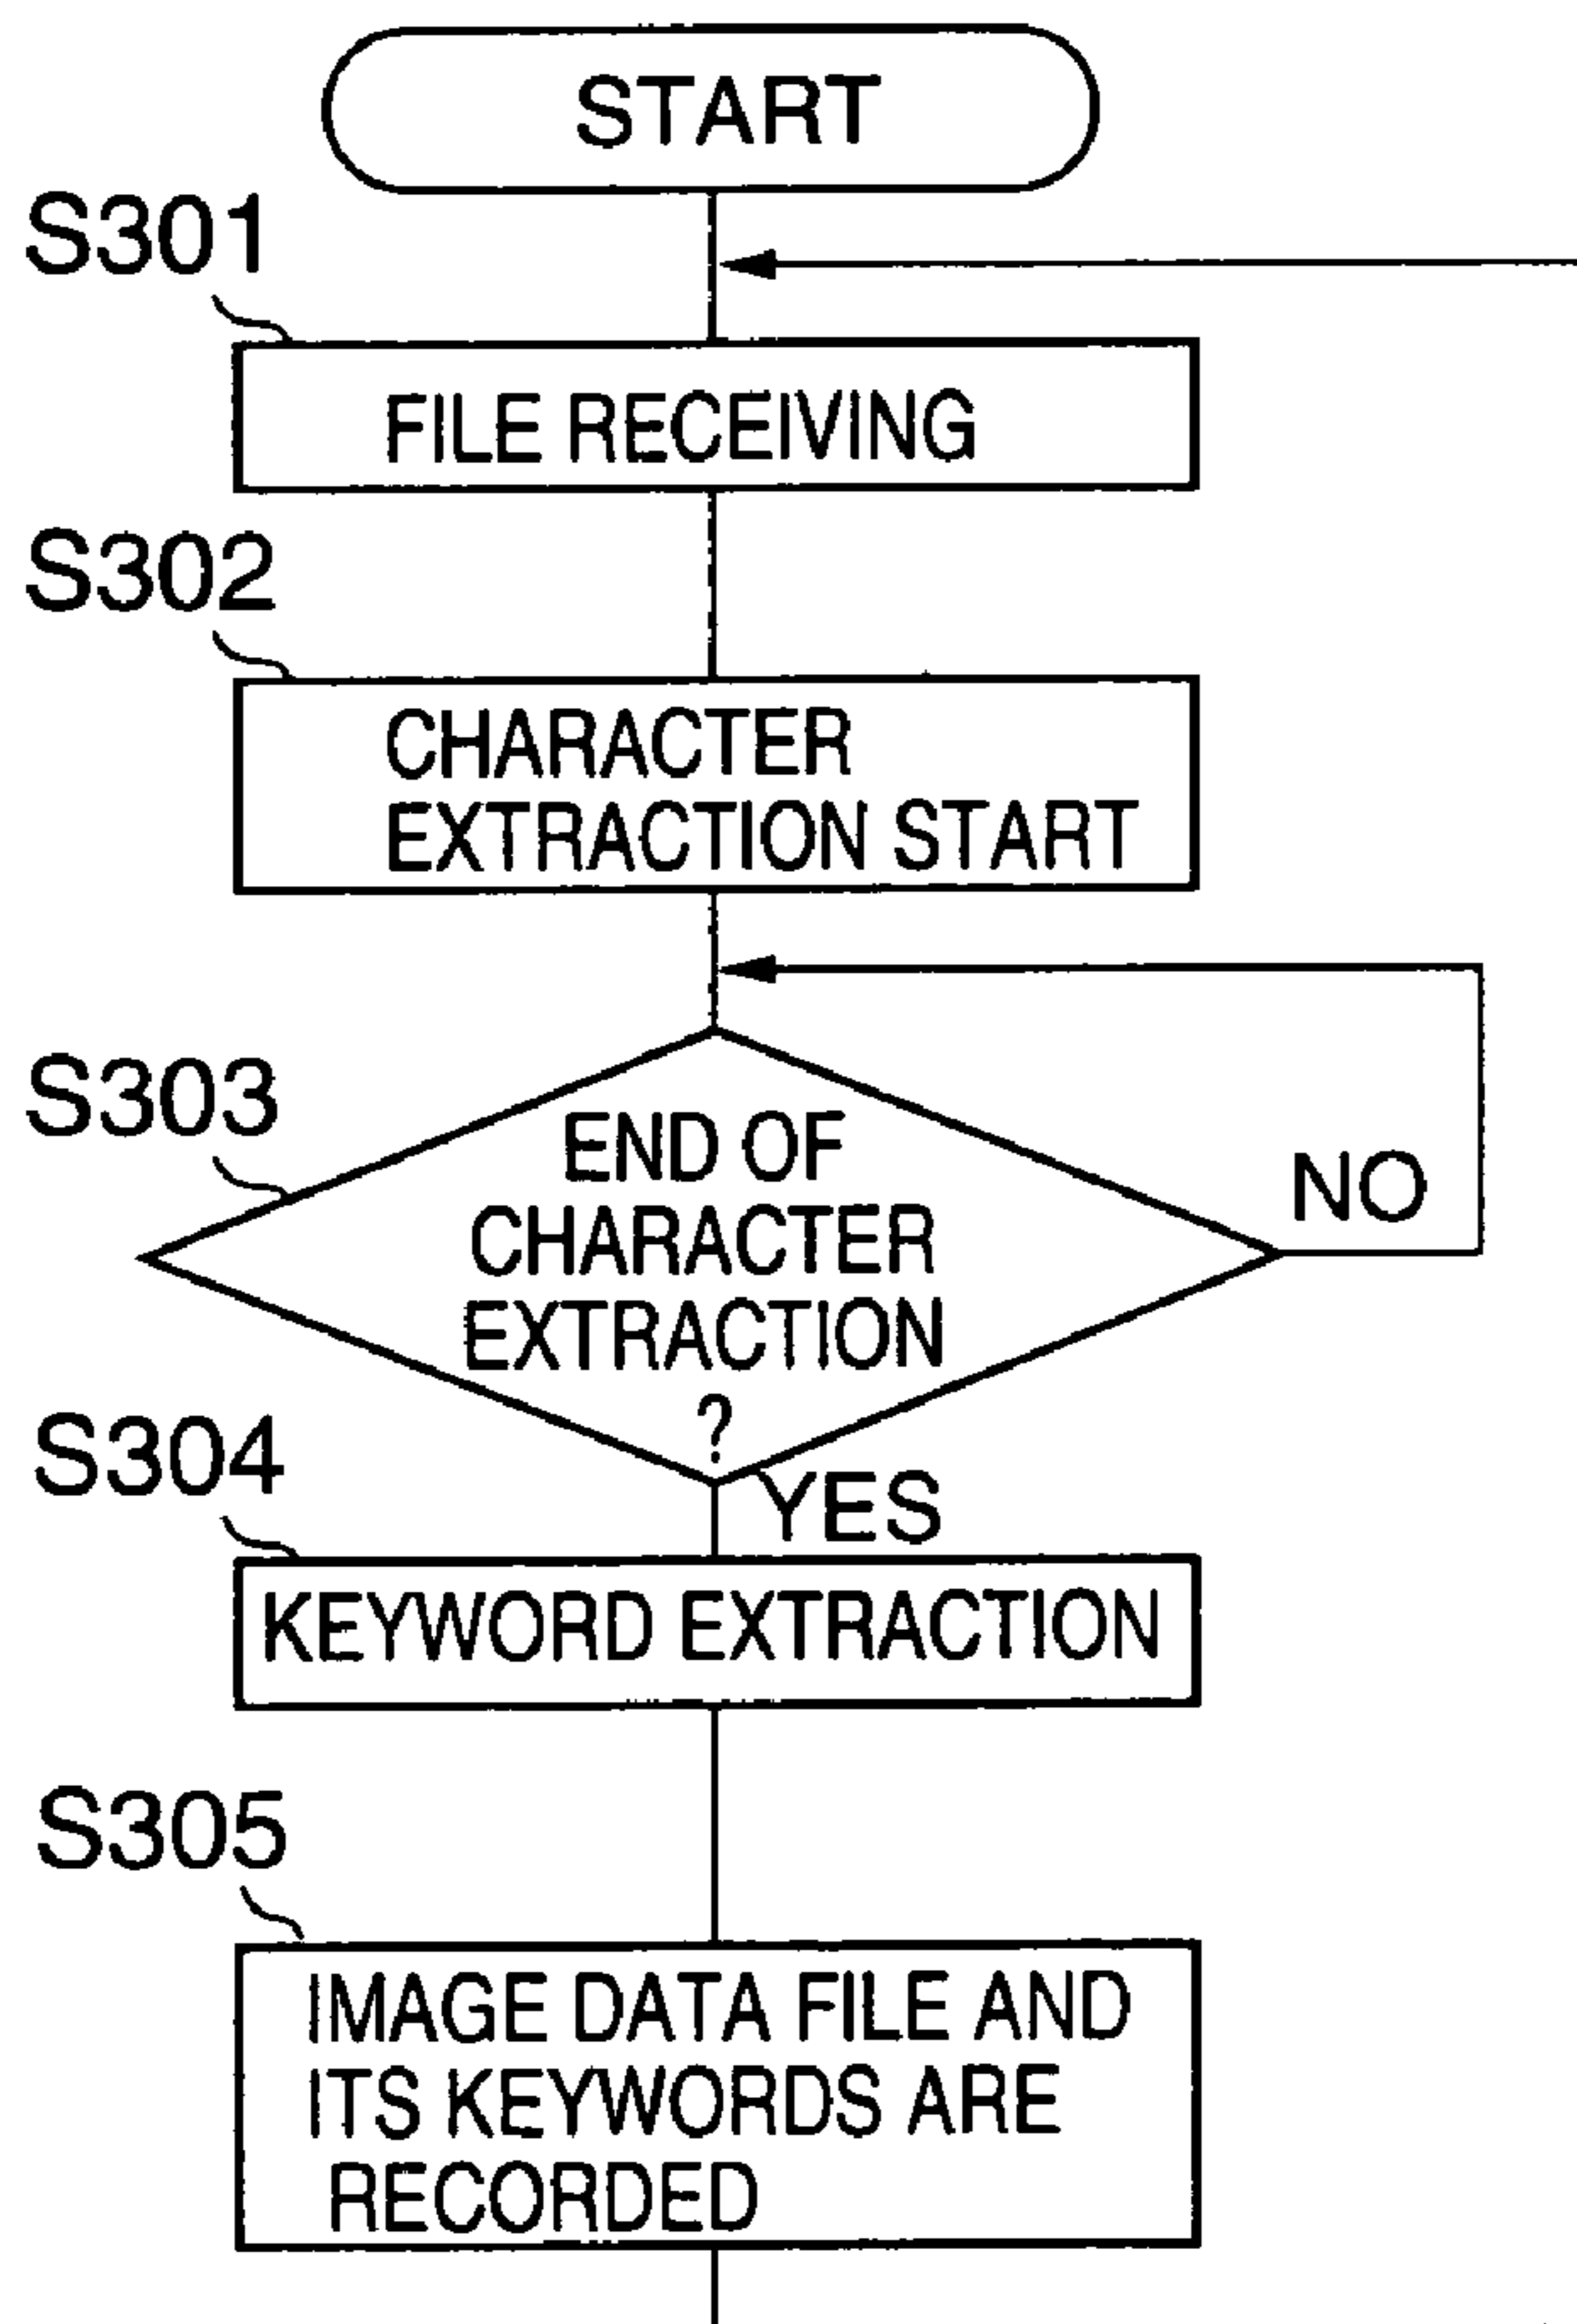 START
S301
FILE RECEIVING
S302
CHARACTER
EXTRACTION START
S303
END OF
CHARACTER
EXTRACTION
?
NO
YES
S304
KEYWORD EXTRACTION
S305
IMAGE DATA FILE AND
ITS KEYWORDS ARE
RECORDED